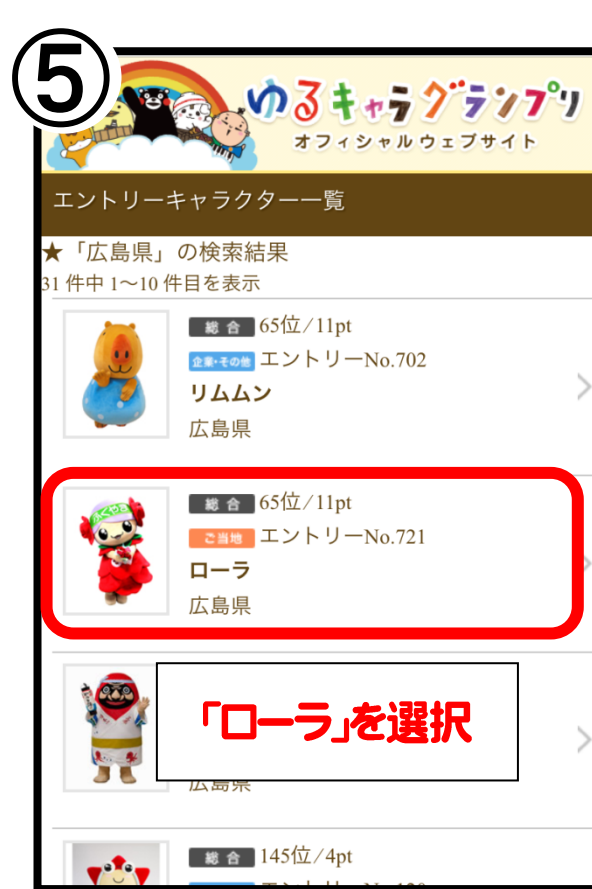 ⑤
ゆるキャラグランプリ
オフィシャルウェブサイト
エントリーキャラクター一覧
★「広島県」の検索結果
31 件中 1～10 件目を表示
総合 65位/11pt
企業・その他 エントリーNo.702
リムムン
広島県
総合 65位/11pt
ご当地 エントリーNo.721
ローラ
広島県
「ローラ」を選択
広島県
総合 145位/4pt